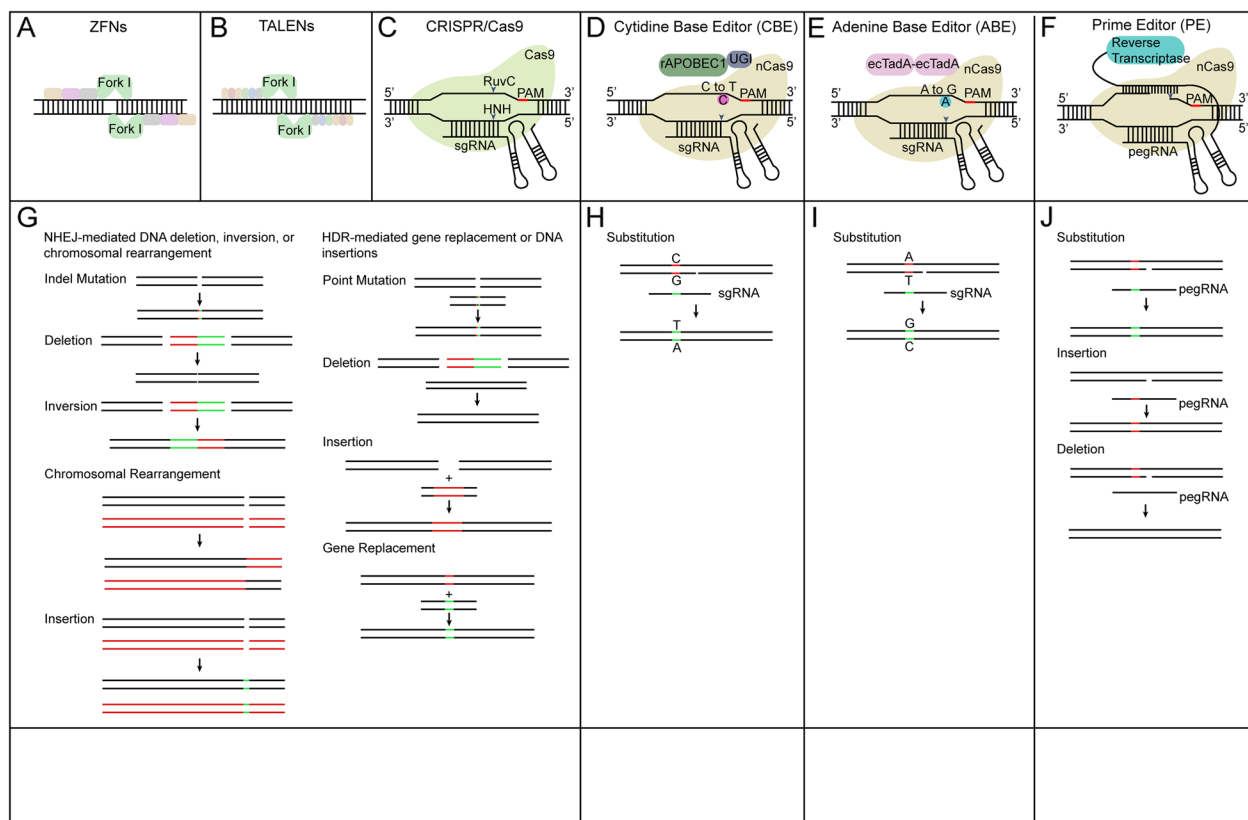 A
ZFNs
Fork I
Fork I
B
TALENs
Fork I
Fork I
C
CRISPR/Cas9
Cas9
RuvC
5'
3'
PAM
HNH
3'
5'
sgRNA
D
Cytidine Base Editor (CBE)
rAPOBEC1
UGI
nCas9
C to T
5'
3'
PAM
C
3'
5'
sgRNA
E
Adenine Base Editor (ABE)
ecTadA-ecTadA
nCas9
A to G
5'
3'
PAM
A
3'
5'
sgRNA
F
Prime Editor (PE)
Reverse
Transcriptase
nCas9
5'
3'
PAM
3'
5'
pegRNA
G
NHEJ-mediated DNA deletion, inversion, or
chromosomal rearrangement
Indel Mutation
Deletion
Inversion
Chromosomal Rearrangement
Insertion
HDR-mediated gene replacement or DNA
insertions
Point Mutation
Deletion
Insertion
+
Gene Replacement
+
H
Substitution
C
G
sgRNA
T
A
I
Substitution
A
T
sgRNA
G
C
J
Substitution
pegRNA
Insertion
pegRNA
Deletion
pegRNA